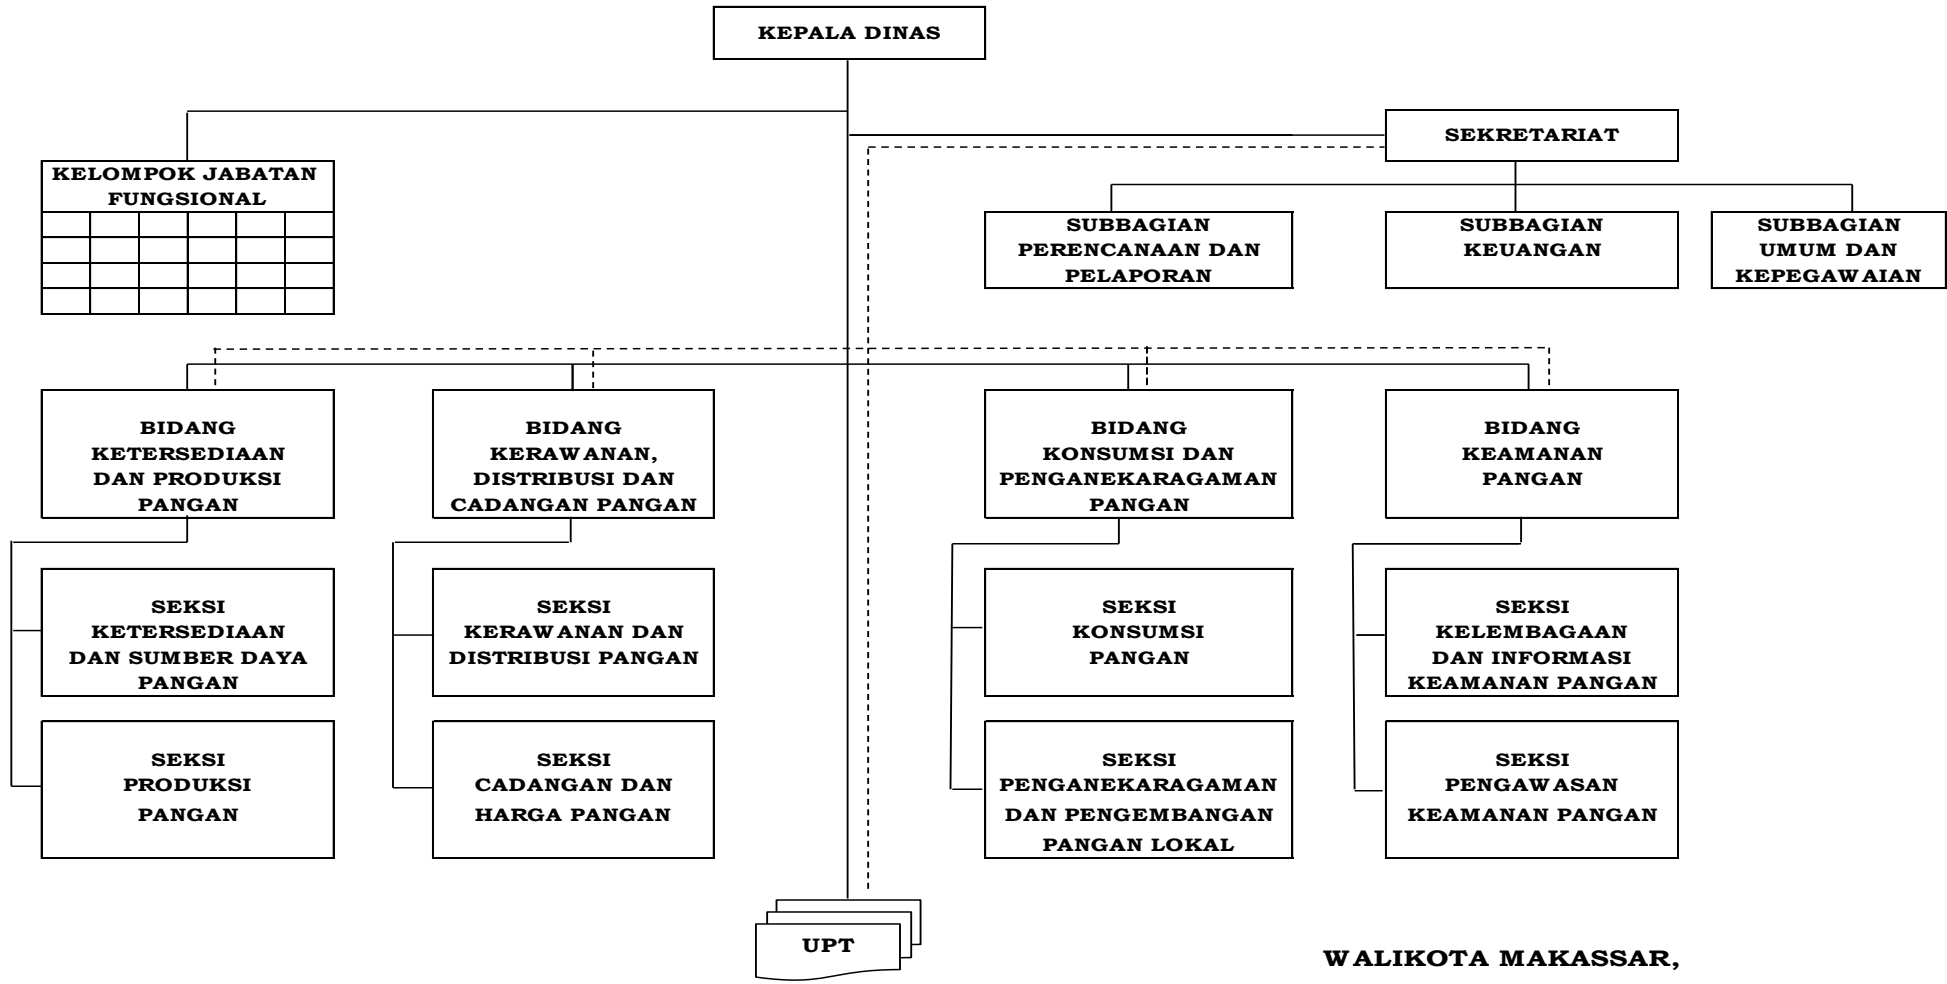 KEPALA DINAS
SEKRETARIAT
KELOMPOK JABATAN
FUNGSIONAL
SUBBAGIAN
PERENCANAAN DAN
PELAPORAN
SUBBAGIAN
KEUANGAN
SUBBAGIAN
UMUM DAN
KEPEGAWAIAN
BIDANG
KETERSEDIAAN
DAN PRODUKSI
PANGAN
BIDANG
KERAWANAN,
DISTRIBUSI DAN
CADANGAN PANGAN
BIDANG
KONSUMSI DAN
PENGANEKARAGAMAN
PANGAN
BIDANG
KEAMANAN
PANGAN
SEKSI
KETERSEDIAAN
DAN SUMBER DAYA
PANGAN
SEKSI
KERAWANAN DAN
DISTRIBUSI PANGAN
SEKSI
KONSUMSI
PANGAN
SEKSI
KELEMBAGAAN
DAN INFORMASI
KEAMANAN PANGAN
SEKSI
PRODUKSI
PANGAN
SEKSI
CADANGAN DAN
HARGA PANGAN
SEKSI
PENGANEKARAGAMAN
DAN PENGEMBANGAN
PANGAN LOKAL
SEKSI
PENGAWASAN
KEAMANAN PANGAN
UPT
WALIKOTA MAKASSAR,